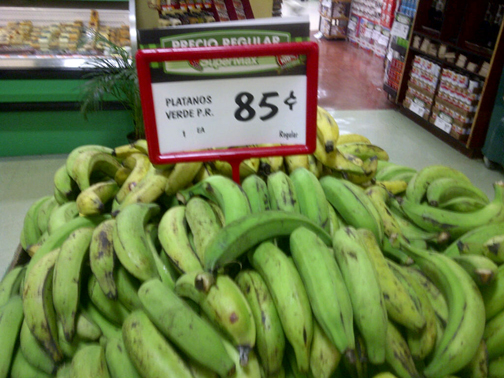 PRECIO REGULAR
SuperMax
PLATANOS
VERDE P.R.
85¢
1 EA
Regular